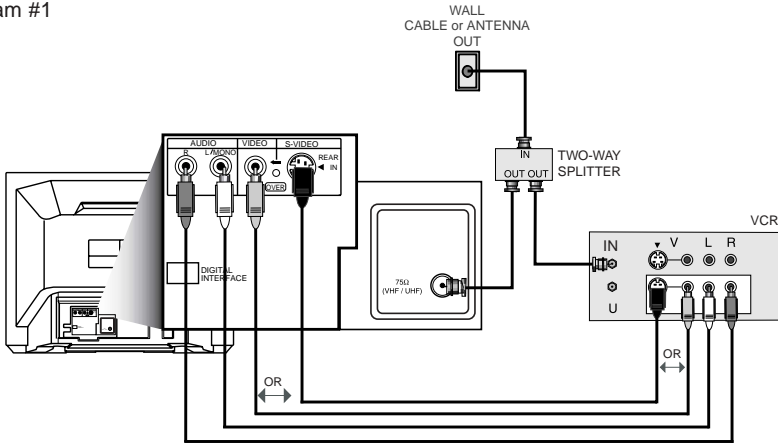 am #1
WALL
CABLE or ANTENNA
OUT
AUDIO
VIDEO
S-VIDEO
R
L/MONO
REAR
IN
OVER
IN
OUT OUT
TWO-WAY
SPLITTER
VCR
IN
V
L
R
U
DIGITAL
INTERFACE
75Ω
(VHF / UHF)
OR
OR